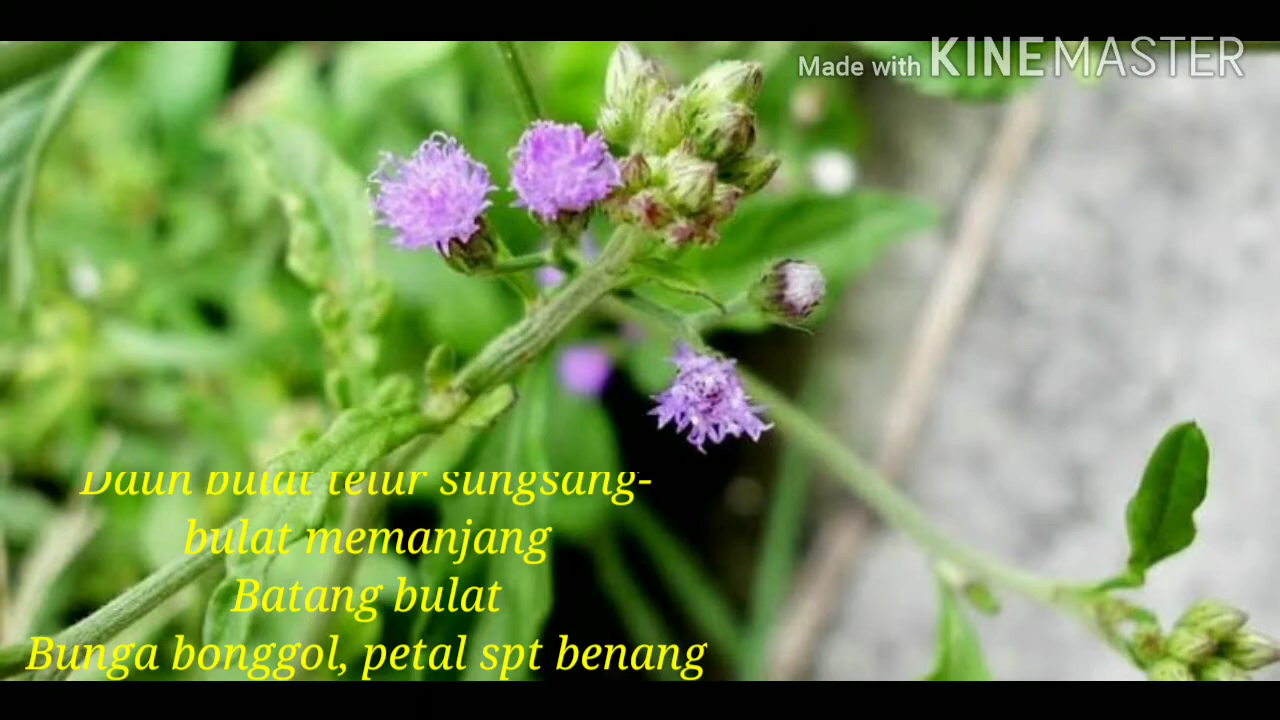 Made with KINEMASTER
Daun bulat telur sungsang-
bulat memanjang
Batang bulat
Bunga bonggol, petal spt benang